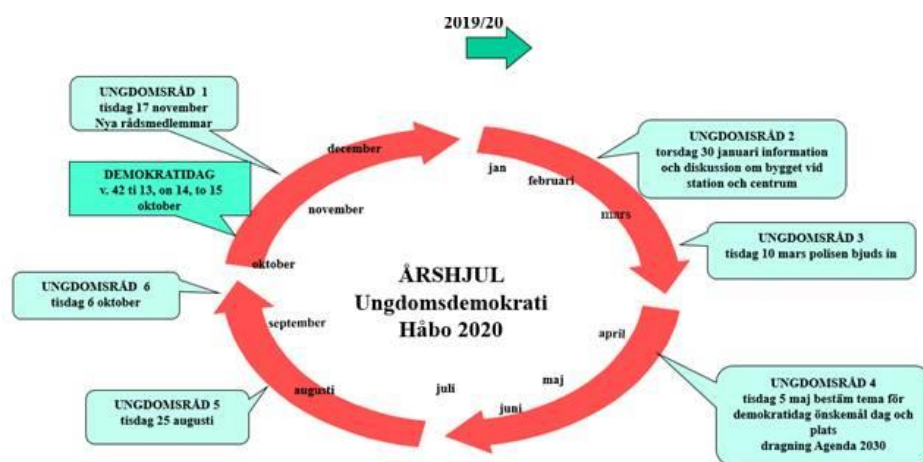 2019/20
UNGDOMSRÅD 1
tisdag 17 november
Nya rådsmedlemmar
DEMOKRATIDAG
v. 42 ti 13, on 14, to 15
oktober
UNGDOMSRÅD 6
tisdag 6 oktober
UNGDOMSRÅD 5
tisdag 25 augusti
UNGDOMSRÅD 2
torsdag 30 januari information
och diskussion om bygget vid
station och centrum
UNGDOMSRÅD 3
tisdag 10 mars polisen bjuds in
UNGDOMSRÅD 4
tisdag 5 maj bestäm tema för
demokratidag önskemål dag och
plats
dragning Agenda 2030
jan
februari
mars
april
maj
juni
juli
augusti
september
oktober
november
december
ÅRSHJUL
Ungdomsdemokrati
Håbo 2020